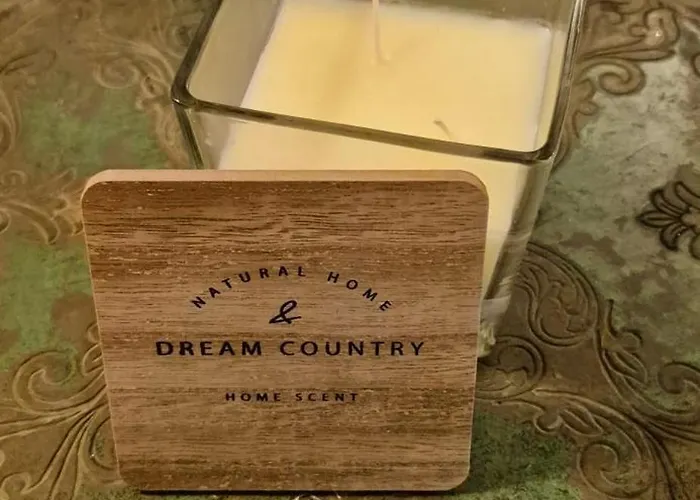 NATURAL HOME
&
DREAM COUNTRY
HOME SCENT